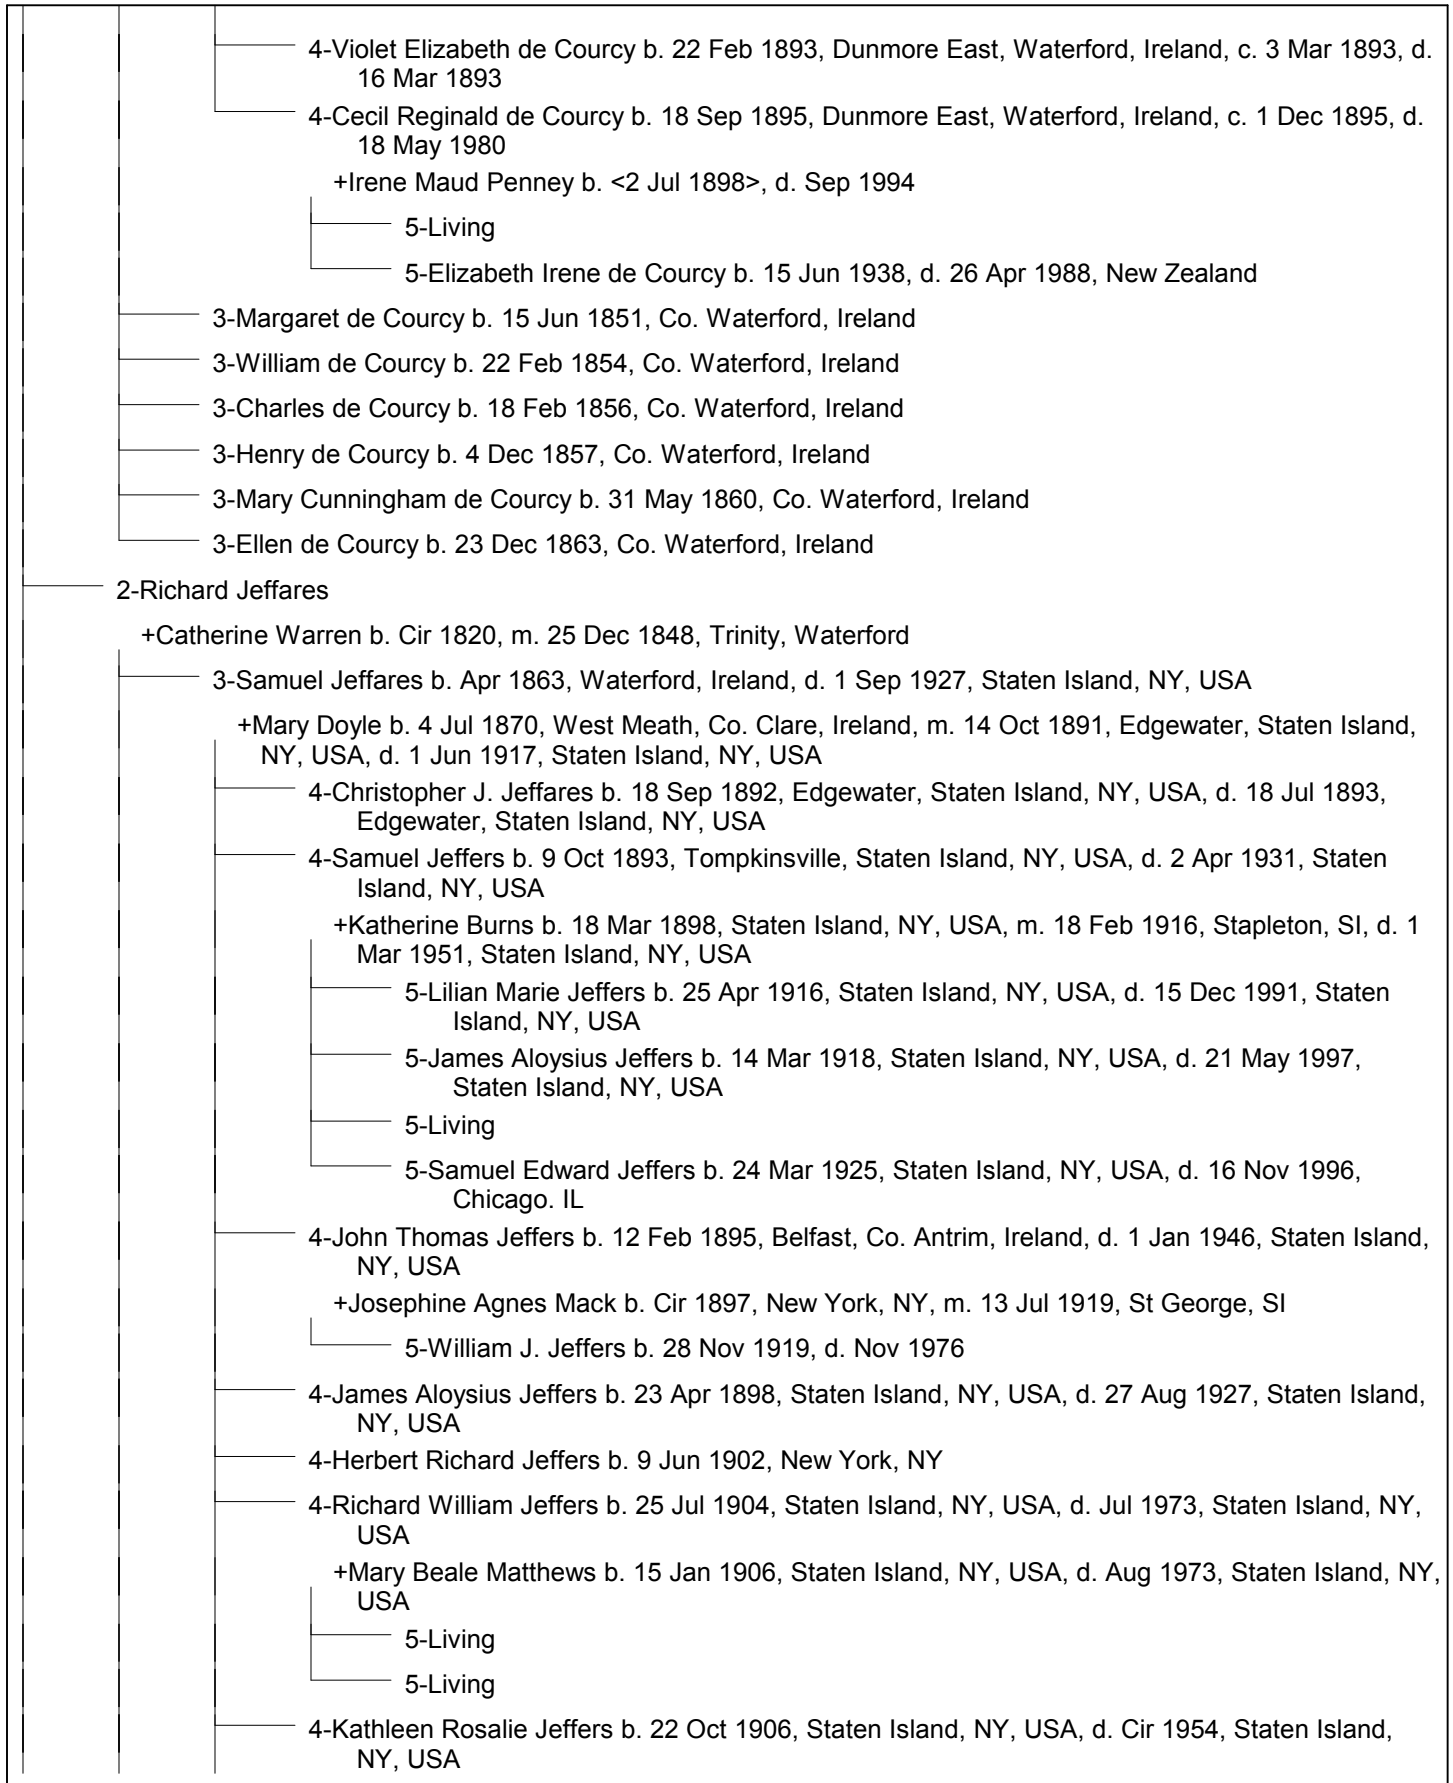 4-Violet Elizabeth de Courcy b. 22 Feb 1893, Dunmore East, Waterford, Ireland, c. 3 Mar 1893, d.
16 Mar 1893
4-Cecil Reginald de Courcy b. 18 Sep 1895, Dunmore East, Waterford, Ireland, c. 1 Dec 1895, d.
18 May 1980
+Irene Maud Penney b. <2 Jul 1898>, d. Sep 1994
5-Living
5-Elizabeth Irene de Courcy b. 15 Jun 1938, d. 26 Apr 1988, New Zealand
3-Margaret de Courcy b. 15 Jun 1851, Co. Waterford, Ireland
3-William de Courcy b. 22 Feb 1854, Co. Waterford, Ireland
3-Charles de Courcy b. 18 Feb 1856, Co. Waterford, Ireland
3-Henry de Courcy b. 4 Dec 1857, Co. Waterford, Ireland
3-Mary Cunningham de Courcy b. 31 May 1860, Co. Waterford, Ireland
3-Ellen de Courcy b. 23 Dec 1863, Co. Waterford, Ireland
2-Richard Jeffares
+Catherine Warren b. Cir 1820, m. 25 Dec 1848, Trinity, Waterford
3-Samuel Jeffares b. Apr 1863, Waterford, Ireland, d. 1 Sep 1927, Staten Island, NY, USA
+Mary Doyle b. 4 Jul 1870, West Meath, Co. Clare, Ireland, m. 14 Oct 1891, Edgewater, Staten Island,
NY, USA, d. 1 Jun 1917, Staten Island, NY, USA
4-Christopher J. Jeffares b. 18 Sep 1892, Edgewater, Staten Island, NY, USA, d. 18 Jul 1893,
Edgewater, Staten Island, NY, USA
4-Samuel Jeffers b. 9 Oct 1893, Tompkinsville, Staten Island, NY, USA, d. 2 Apr 1931, Staten
Island, NY, USA
+Katherine Burns b. 18 Mar 1898, Staten Island, NY, USA, m. 18 Feb 1916, Stapleton, SI, d. 1
Mar 1951, Staten Island, NY, USA
5-Lilian Marie Jeffers b. 25 Apr 1916, Staten Island, NY, USA, d. 15 Dec 1991, Staten
Island, NY, USA
5-James Aloysius Jeffers b. 14 Mar 1918, Staten Island, NY, USA, d. 21 May 1997,
Staten Island, NY, USA
5-Living
5-Samuel Edward Jeffers b. 24 Mar 1925, Staten Island, NY, USA, d. 16 Nov 1996,
Chicago. IL
4-John Thomas Jeffers b. 12 Feb 1895, Belfast, Co. Antrim, Ireland, d. 1 Jan 1946, Staten Island,
NY, USA
+Josephine Agnes Mack b. Cir 1897, New York, NY, m. 13 Jul 1919, St George, SI
5-William J. Jeffers b. 28 Nov 1919, d. Nov 1976
4-James Aloysius Jeffers b. 23 Apr 1898, Staten Island, NY, USA, d. 27 Aug 1927, Staten Island,
NY, USA
4-Herbert Richard Jeffers b. 9 Jun 1902, New York, NY
4-Richard William Jeffers b. 25 Jul 1904, Staten Island, NY, USA, d. Jul 1973, Staten Island, NY,
USA
+Mary Beale Matthews b. 15 Jan 1906, Staten Island, NY, USA, d. Aug 1973, Staten Island, NY,
USA
5-Living
5-Living
4-Kathleen Rosalie Jeffers b. 22 Oct 1906, Staten Island, NY, USA, d. Cir 1954, Staten Island,
NY, USA